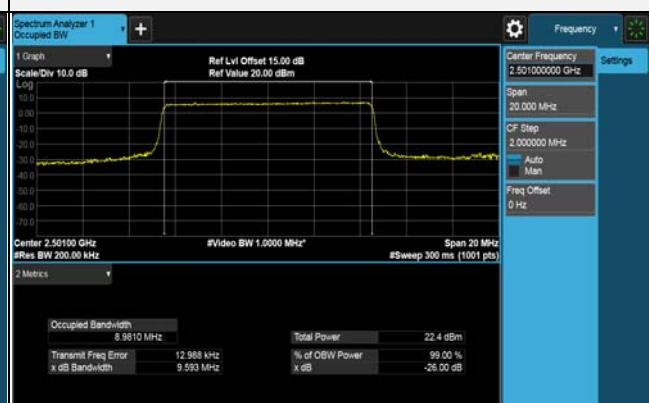 Spectrum Analyzer 1
Occupied BW
+
Frequency
1 Graph
Scale/Div 10.0 dB
Ref Lvl Offset 15.00 dB
Ref Value 20.00 dBm
Log
10.0
0.00
-10.0
-20.0
-30.0
-40.0
-50.0
-60.0
-70.0
Center 2.50100 GHz
#Res BW 200.00 kHz
#Video BW 1.0000 MHz*
Span 20 MHz
#Sweep 300 ms (1001 pts)
2 Metrics
Occupied Bandwidth
8.9810 MHz
Total Power 22.4 dBm
Transmit Freq Error 12.988 kHz
% of OBW Power 99.00 %
x dB Bandwidth 9.593 MHz
x dB -26.00 dB
Center Frequency
2.501000000 GHz
Settings
Span
20.000 MHz
CF Step
2.000000 MHz
Auto
Man
Freq Offset
0 Hz